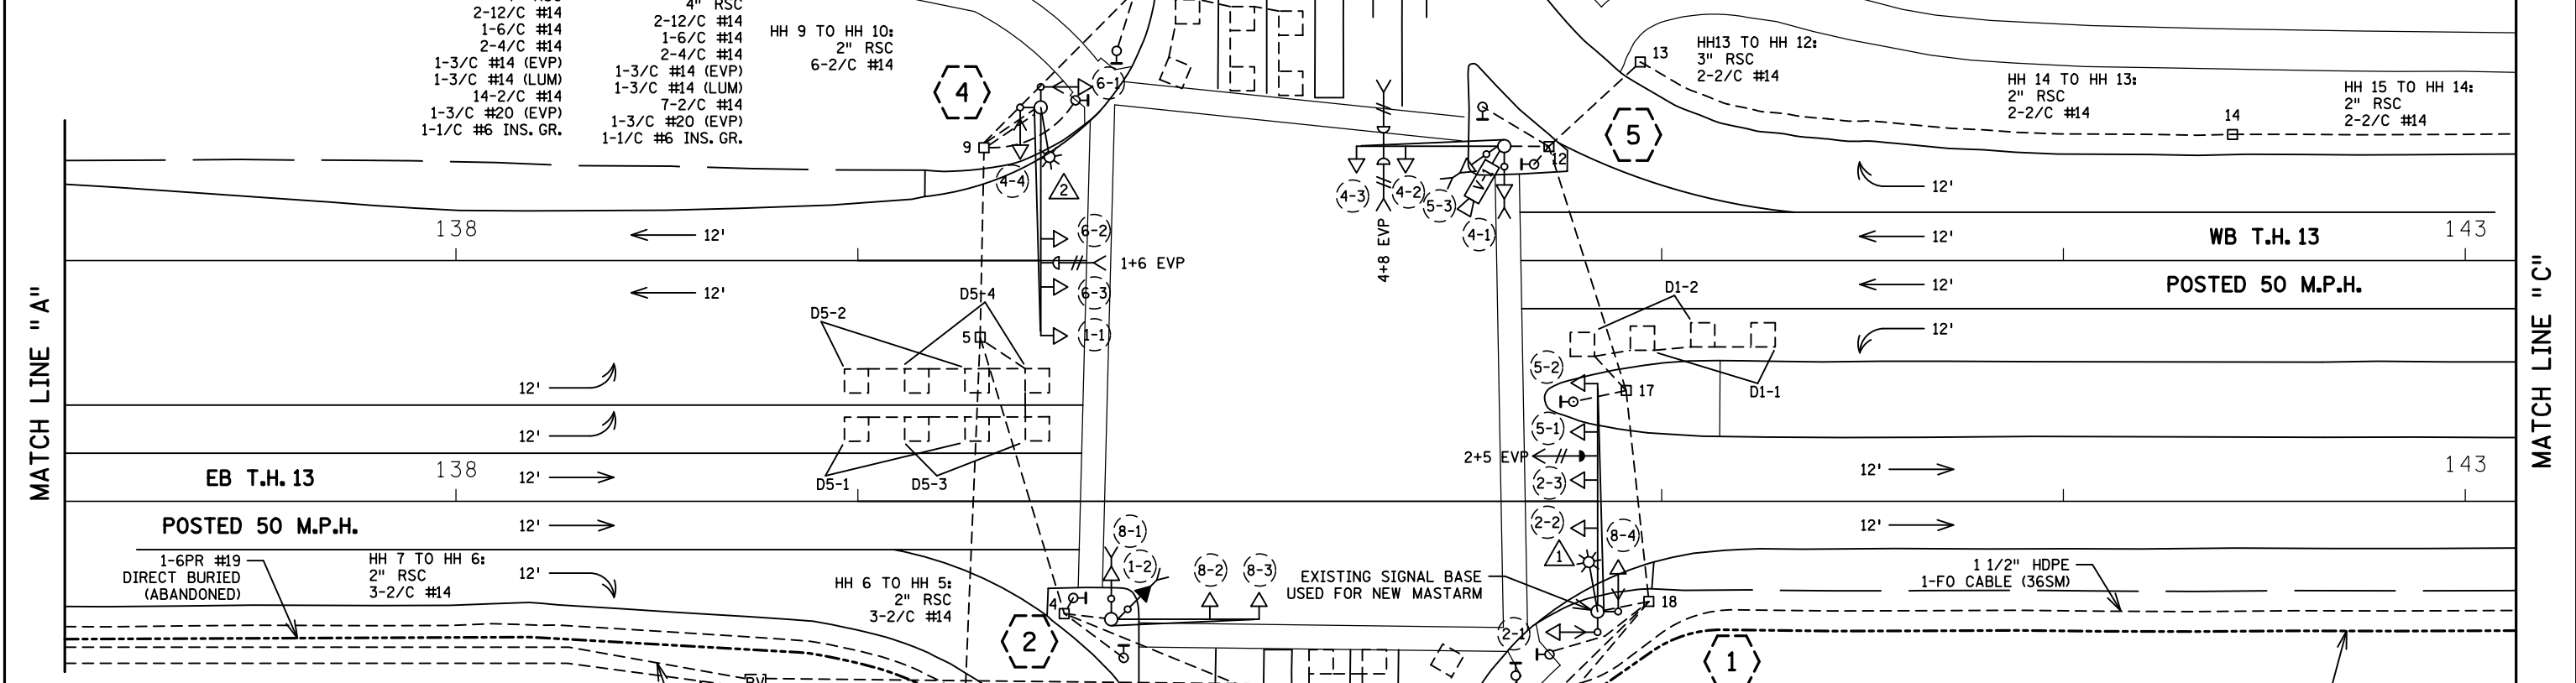 2-12/C #14
1-6/C #14
2-4/C #14
1-3/C #14 (EVP)
1-3/C #14 (LUM)
14-2/C #14
1-3/C #20 (EVP)
1-1/C #6 INS. GR.
4" RSC
2-12/C #14
1-6/C #14
2-4/C #14
1-3/C #14 (EVP)
1-3/C #14 (LUM)
7-2/C #14
1-3/C #20 (EVP)
1-1/C #6 INS. GR.
HH 9 TO HH 10:
2" RSC
6-2/C #14
4
6-1
9
4-4
2
4-3
4-2
5-3
V-1
4-1
12
5
13
HH13 TO HH 12:
3" RSC
2-2/C #14
HH 14 TO HH 13:
2" RSC
2-2/C #14
14
HH 15 TO HH 14:
2" RSC
2-2/C #14
12'
138
12'
6-2
1+6 EVP
4+8 EVP
12'
WB T.H. 13
143
12'
D5-4
6-3
D1-2
12'
POSTED 50 M.P.H.
MATCH LINE "A"
MATCH LINE "C"
D5-2
5
1-1
12'
12'
5-2
17
D1-1
12'
5-1
EB T.H. 13
138
12'
D5-1
D5-3
2+5 EVP
2-3
12'
143
POSTED 50 M.P.H.
12'
8-1
2-2
8-4
12'
1-6PR #19
DIRECT BURIED
(ABANDONED)
HH 7 TO HH 6:
2" RSC
3-2/C #14
12'
HH 6 TO HH 5:
2" RSC
3-2/C #14
4
1-2
8-2
8-3
1
EXISTING SIGNAL BASE
USED FOR NEW MASTARM
18
1 1/2" HDPE
1-FO CABLE (36SM)
2
2-1
1